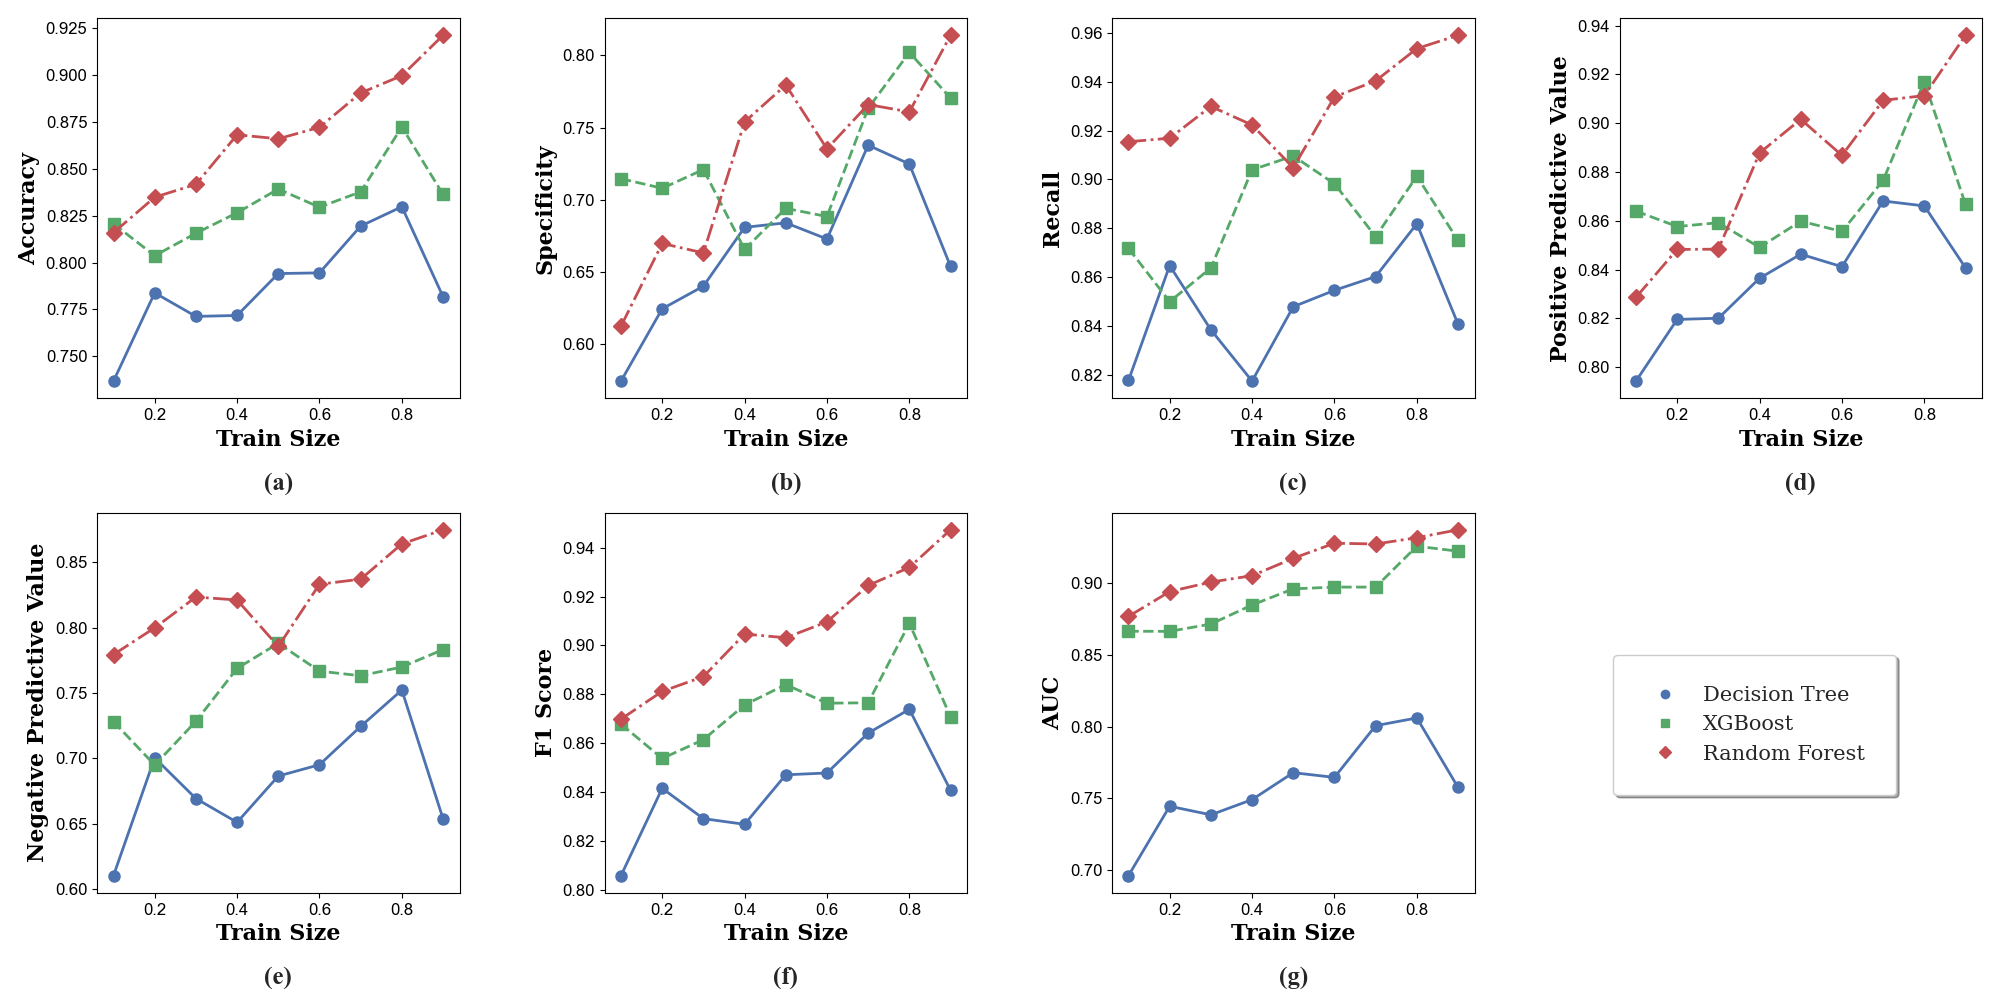 Accuracy
0.925
0.900
0.875
0.850
0.825
0.800
0.775
0.750
0.2 0.4 0.6 0.8
Train Size
(a)
Specificity
0.80
0.75
0.70
0.65
0.60
0.2 0.4 0.6 0.8
Train Size
(b)
Recall
0.96
0.94
0.92
0.90
0.88
0.86
0.84
0.82
0.2 0.4 0.6 0.8
Train Size
(c)
Positive Predictive Value
0.94
0.92
0.90
0.88
0.86
0.84
0.82
0.80
0.2 0.4 0.6 0.8
Train Size
(d)
Negative Predictive Value
0.85
0.80
0.75
0.70
0.65
0.60
0.2 0.4 0.6 0.8
Train Size
(e)
F1 Score
0.94
0.92
0.90
0.88
0.86
0.84
0.82
0.80
0.2 0.4 0.6 0.8
Train Size
(f)
AUC
0.90
0.85
0.80
0.75
0.70
0.2 0.4 0.6 0.8
Train Size
(g)
Decision Tree
XGBoost
Random Forest